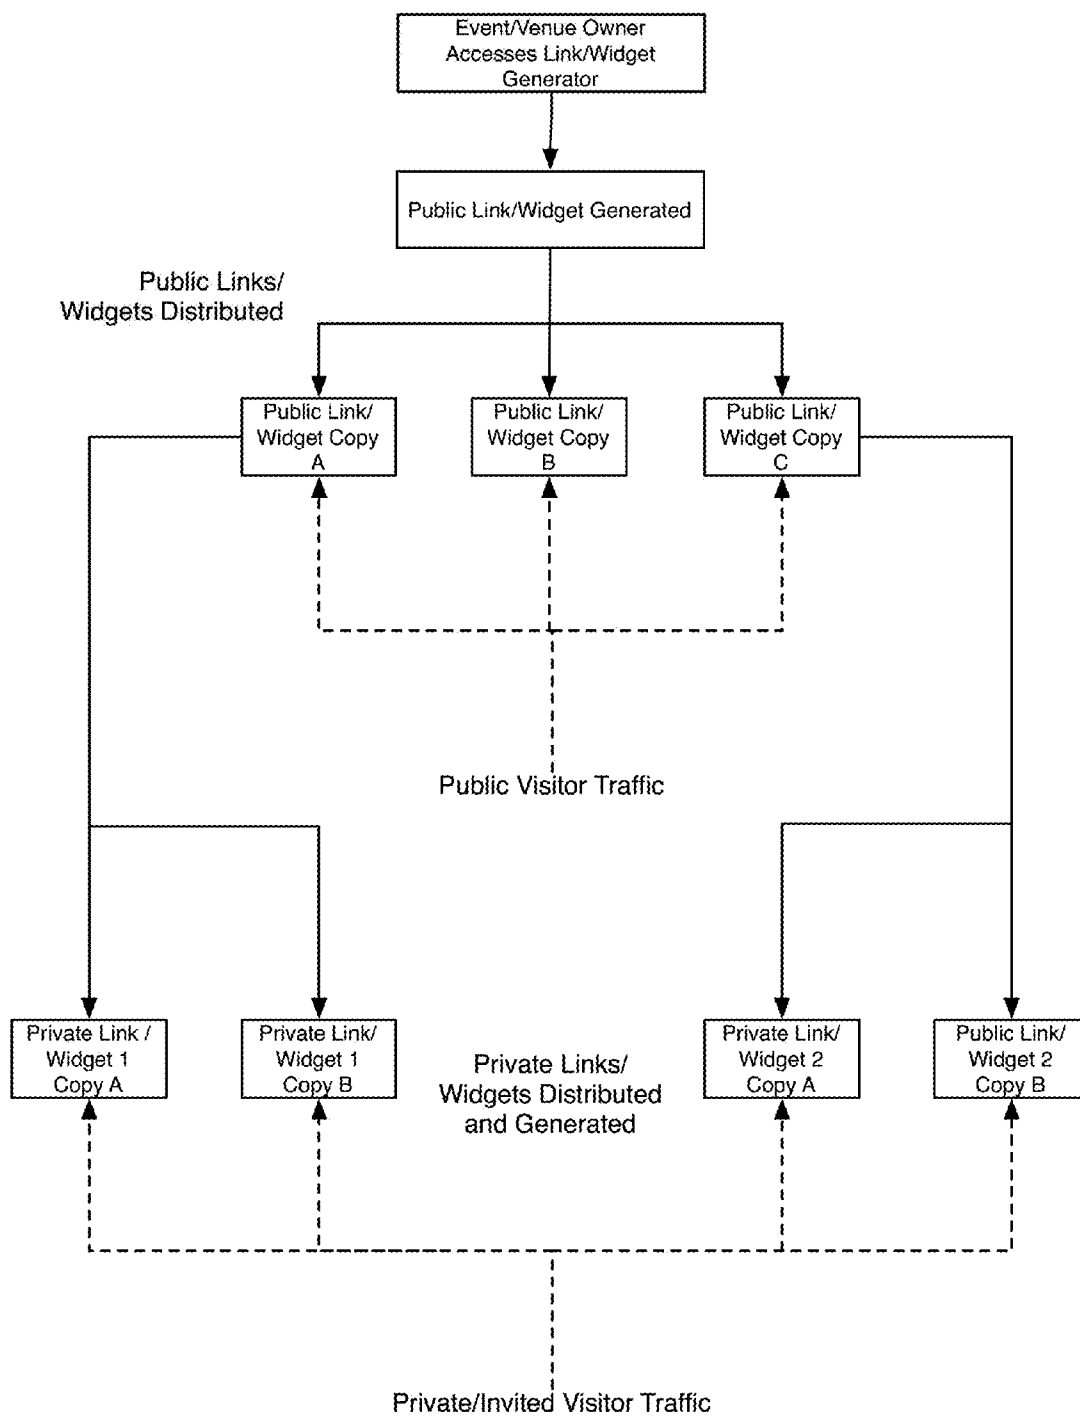 Event/Venue Owner
Accesses Link/Widget
Generator
Public Link/Widget Generated
Public Links/
Widgets Distributed
Public Link/
Widget Copy
A
Public Link/
Widget Copy
B
Public Link/
Widget Copy
C
Public Visitor Traffic
Private Link /
Widget 1
Copy A
Private Link/
Widget 1
Copy B
Private Links/
Widgets Distributed
and Generated
Private Link/
Widget 2
Copy A
Public Link/
Widget 2
Copy B
Private/Invited Visitor Traffic